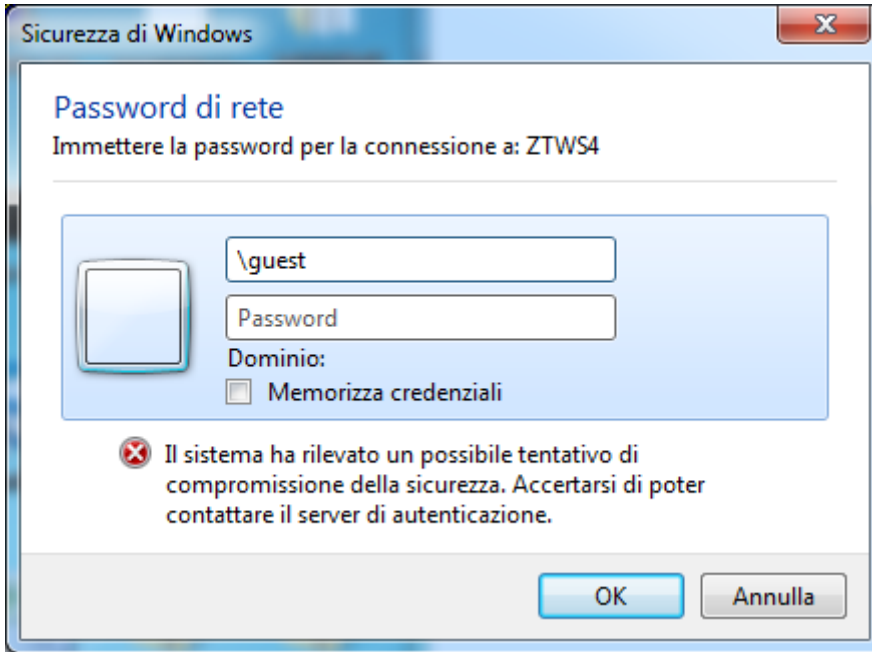 Sicurezza di Windows
Password di rete
Immettere la password per la connessione a: ZTWS4
\guest
Password
Dominio:
Memorizza credenziali
Il sistema ha rilevato un possibile tentativo di
compromissione della sicurezza. Accertarsi di poter
contattare il server di autenticazione.
OK Annulla